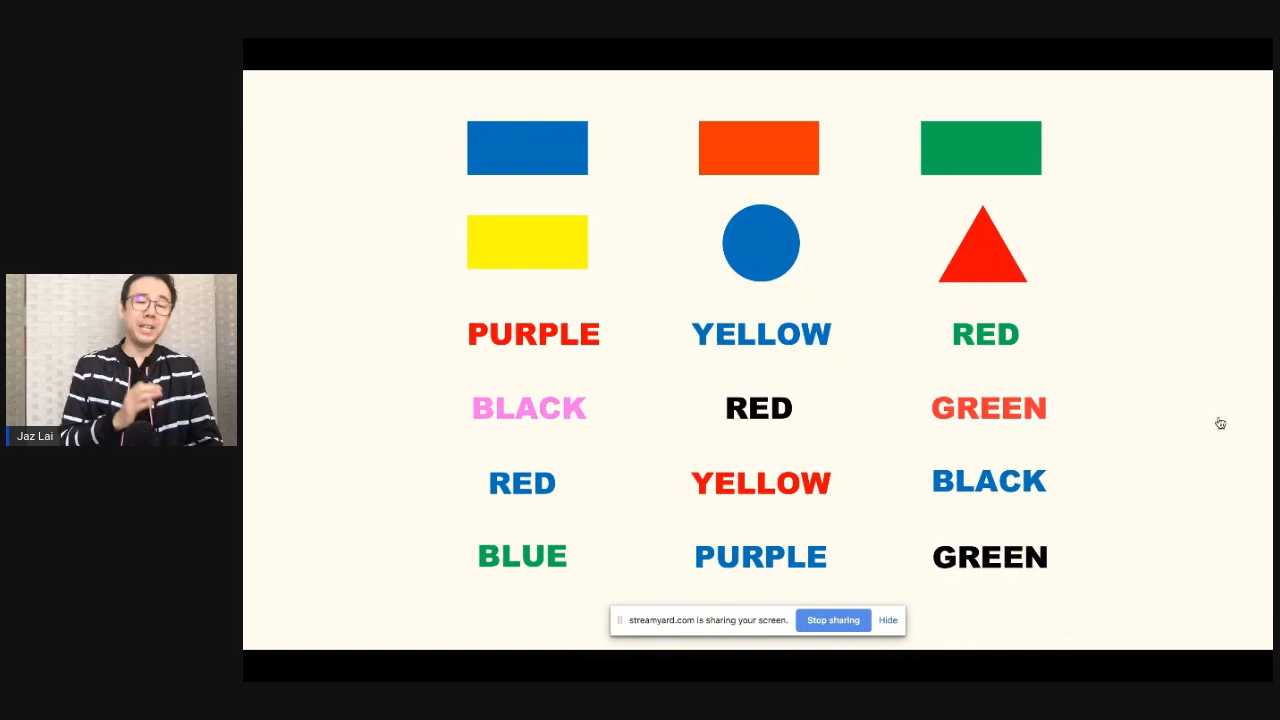 PURPLE YELLOW RED
BLACK RED GREEN
RED YELLOW BLACK
BLUE PURPLE GREEN
Jaz Lai
streamyard.com is sharing your screen. Stop sharing Hide